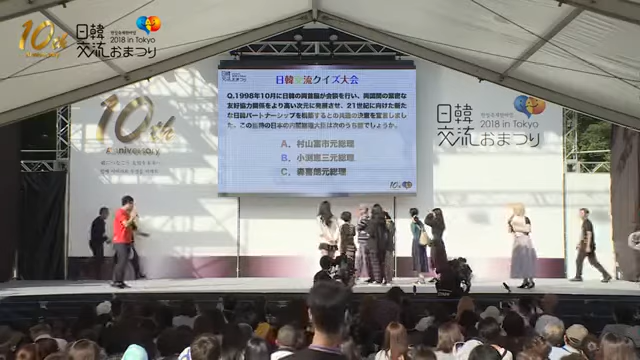 10th
anniversary
日韓
交流おまつり
2018 in Tokyo
10th
anniversary
日韓交流クイズ大会
Q.1998年10月に日韓の両首脳が会談を行い、両国間の緊密な
友好協力関係をより高い次元に発展させ、21世紀に向けた新た
な日韓パートナーシップを構築するとの共通の決意を宣言しまし
た。この当時の日本の内閣総理大臣は次のうち誰でしょうか。
A、村山富市元総理
B、小渕恵三元総理
C、森喜朗元総理
10th
日韓
交流おまつり
2018 in Tokyo